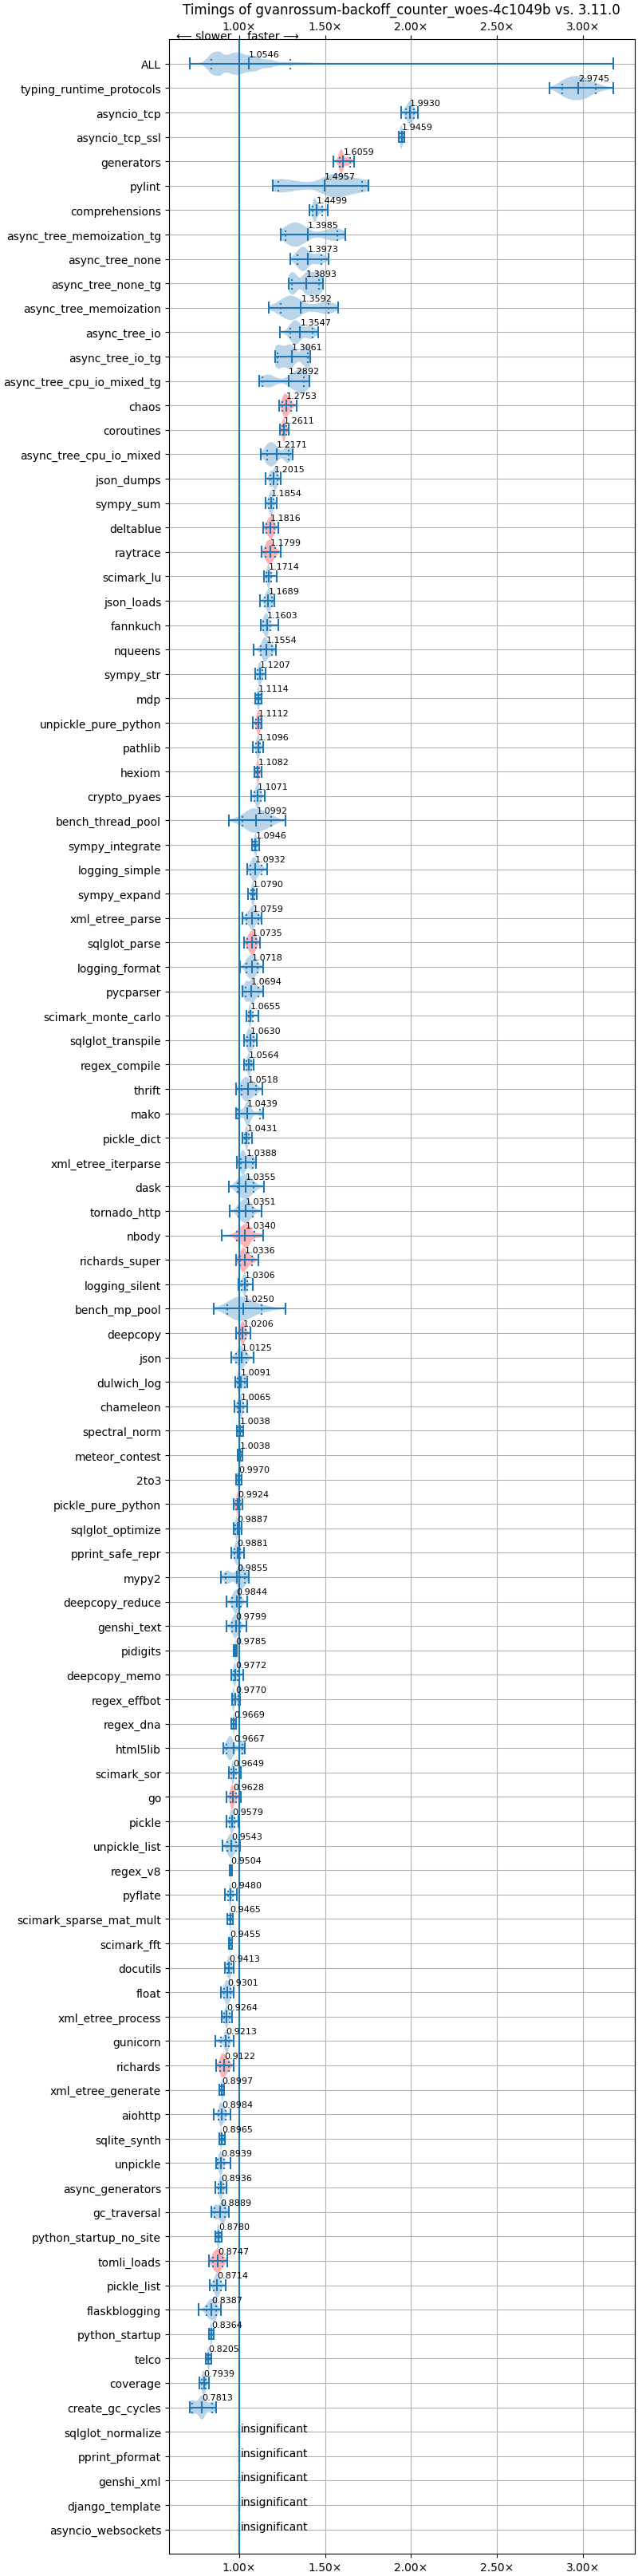 Timings of gvanrossum-backoff_counter_woes-4c1049b vs. 3.11.0
1.00× 1.50× 2.00× 2.50× 3.00×
⟵ slower faster ⟶
ALL 1.0546
typing_runtime_protocols 2.9745
asyncio_tcp 1.9930
asyncio_tcp_ssl 1.9459
generators 1.6059
pylint 1.4957
comprehensions 1.4499
async_tree_memoization_tg 1.3985
async_tree_none 1.3973
async_tree_none_tg 1.3893
async_tree_memoization 1.3592
async_tree_io 1.3547
async_tree_io_tg 1.3061
async_tree_cpu_io_mixed_tg 1.2892
chaos 1.2753
coroutines 1.2611
async_tree_cpu_io_mixed 1.2171
json_dumps 1.2015
sympy_sum 1.1854
deltablue 1.1816
raytrace 1.1799
scimark_lu 1.1714
json_loads 1.1689
fannkuch 1.1603
nqueens 1.1554
sympy_str 1.1207
mdp 1.1114
unpickle_pure_python 1.1112
pathlib 1.1096
hexiom 1.1082
crypto_pyaes 1.1071
bench_thread_pool 1.0992
sympy_integrate 1.0946
logging_simple 1.0932
sympy_expand 1.0790
xml_etree_parse 1.0759
sqlglot_parse 1.0735
logging_format 1.0718
pycparser 1.0694
scimark_monte_carlo 1.0655
sqlglot_transpile 1.0630
regex_compile 1.0564
thrift 1.0518
mako 1.0439
pickle_dict 1.0431
xml_etree_iterparse 1.0388
dask 1.0355
tornado_http 1.0351
nbody 1.0340
richards_super 1.0336
logging_silent 1.0306
bench_mp_pool 1.0250
deepcopy 1.0206
json 1.0125
dulwich_log 1.0091
chameleon 1.0065
spectral_norm 1.0038
meteor_contest 1.0038
2to3 0.9970
pickle_pure_python 0.9924
sqlglot_optimize 0.9887
pprint_safe_repr 0.9881
mypy2 0.9855
deepcopy_reduce 0.9844
genshi_text 0.9799
pidigits 0.9785
deepcopy_memo 0.9772
regex_effbot 0.9770
regex_dna 0.9669
html5lib 0.9667
scimark_sor 0.9649
go 0.9628
pickle 0.9579
unpickle_list 0.9543
regex_v8 0.9504
pyflate 0.9480
scimark_sparse_mat_mult 0.9465
scimark_fft 0.9455
docutils 0.9413
float 0.9301
xml_etree_process 0.9264
gunicorn 0.9213
richards 0.9122
xml_etree_generate 0.8997
aiohttp 0.8984
sqlite_synth 0.8965
unpickle 0.8939
async_generators 0.8936
gc_traversal 0.8889
python_startup_no_site 0.8780
tomli_loads 0.8747
pickle_list 0.8714
flaskblogging 0.8387
python_startup 0.8364
telco 0.8205
coverage 0.7939
create_gc_cycles 0.7813
sqlglot_normalize insignificant
pprint_pformat insignificant
genshi_xml insignificant
django_template insignificant
asyncio_websockets insignificant
1.00× 1.50× 2.00× 2.50× 3.00×